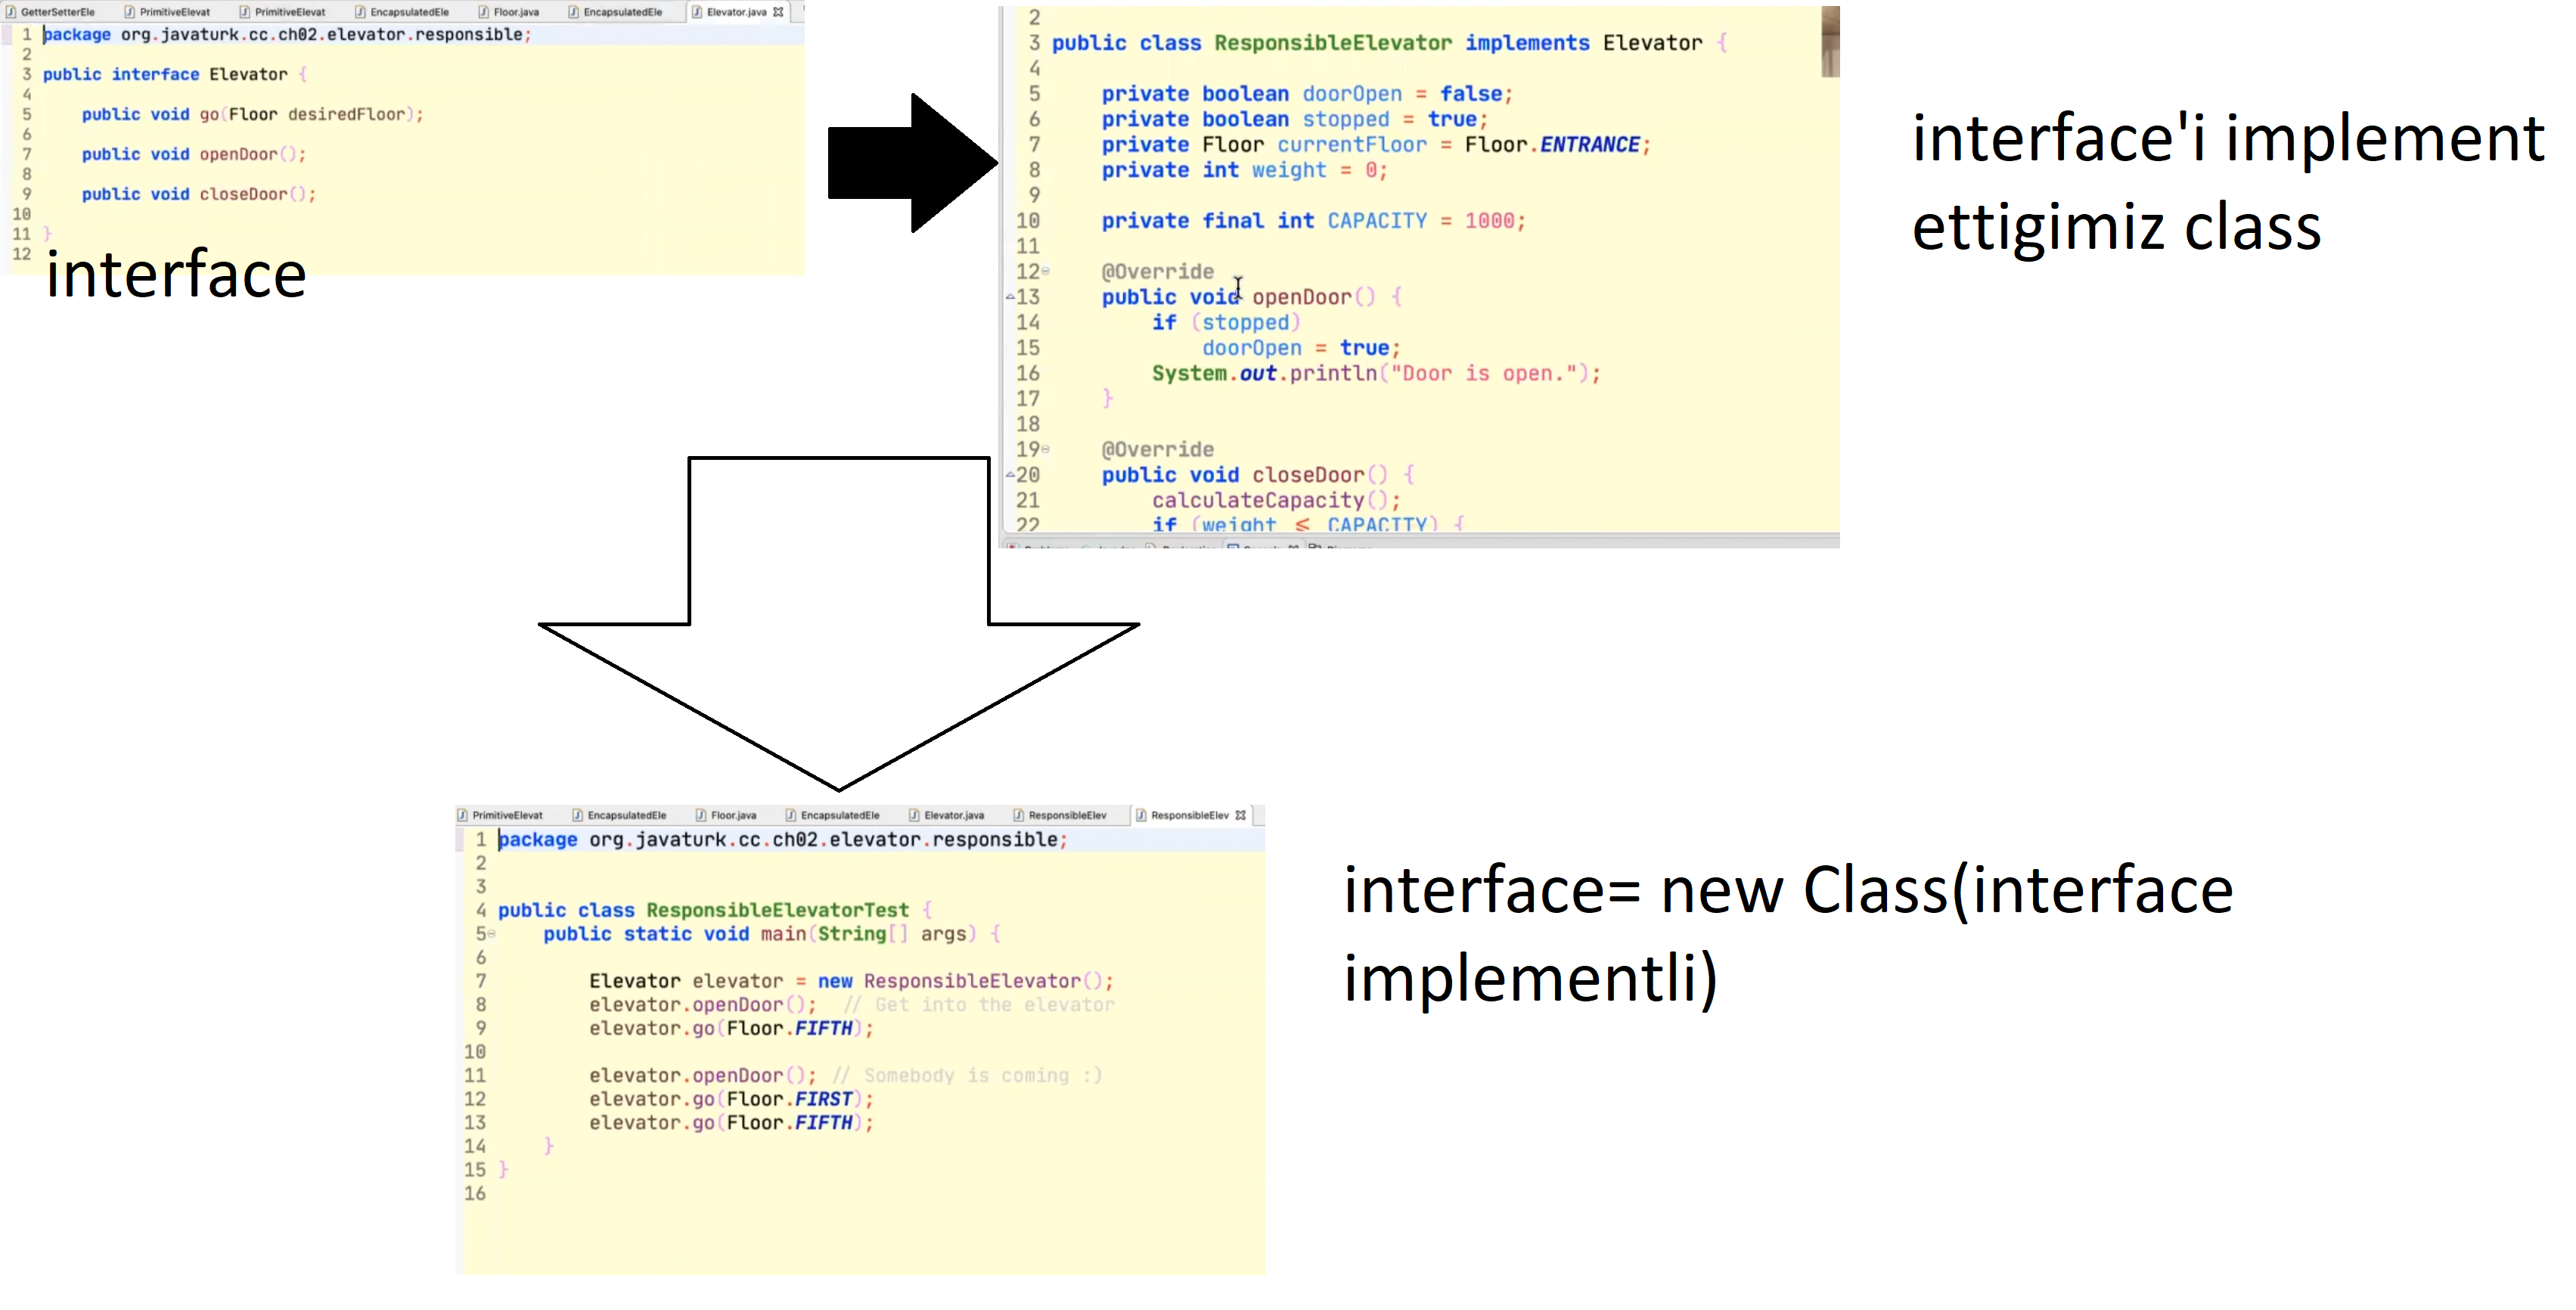 GetterSetterEle PrimitiveElevat PrimitiveElevat EncapsulatedEle Floor.java EncapsulatedEle Elevator.java
1 package org.javaturk.cc.ch02.elevator.responsible;
2
3 public interface Elevator {
4
5 public void go(Floor desiredFloor);
6
7 public void openDoor();
8
9 public void closeDoor();
10
11 }
12
interface
2
3 public class ResponsibleElevator implements Elevator {
4
5 private boolean doorOpen = false;
6 private boolean stopped = true;
7 private Floor currentFloor = Floor.ENTRANCE;
8 private int weight = 0;
9
10 private final int CAPACITY = 1000;
11
12 @Override
13 public void openDoor() {
14 if (stopped)
15 doorOpen = true;
16 System.out.println("Door is open.");
17 }
18
19 @Override
20 public void closeDoor() {
21 calculateCapacity();
22 if (weight ≤ CAPACITY) {
interface'i implement
ettigimiz class
PrimitiveElevat EncapsulatedEle Floor.java EncapsulatedEle Elevator.java ResponsibleElev ResponsibleElev
1 package org.javaturk.cc.ch02.elevator.responsible;
2
3
4 public class ResponsibleElevatorTest {
5 public static void main(String[] args) {
6
7 Elevator elevator = new ResponsibleElevator();
8 elevator.openDoor(); // Get into the elevator
9 elevator.go(Floor.FIFTH);
10
11 elevator.openDoor(); // Somebody is coming :)
12 elevator.go(Floor.FIRST);
13 elevator.go(Floor.FIFTH);
14 }
15 }
16
interface= new Class(interface
implementli)